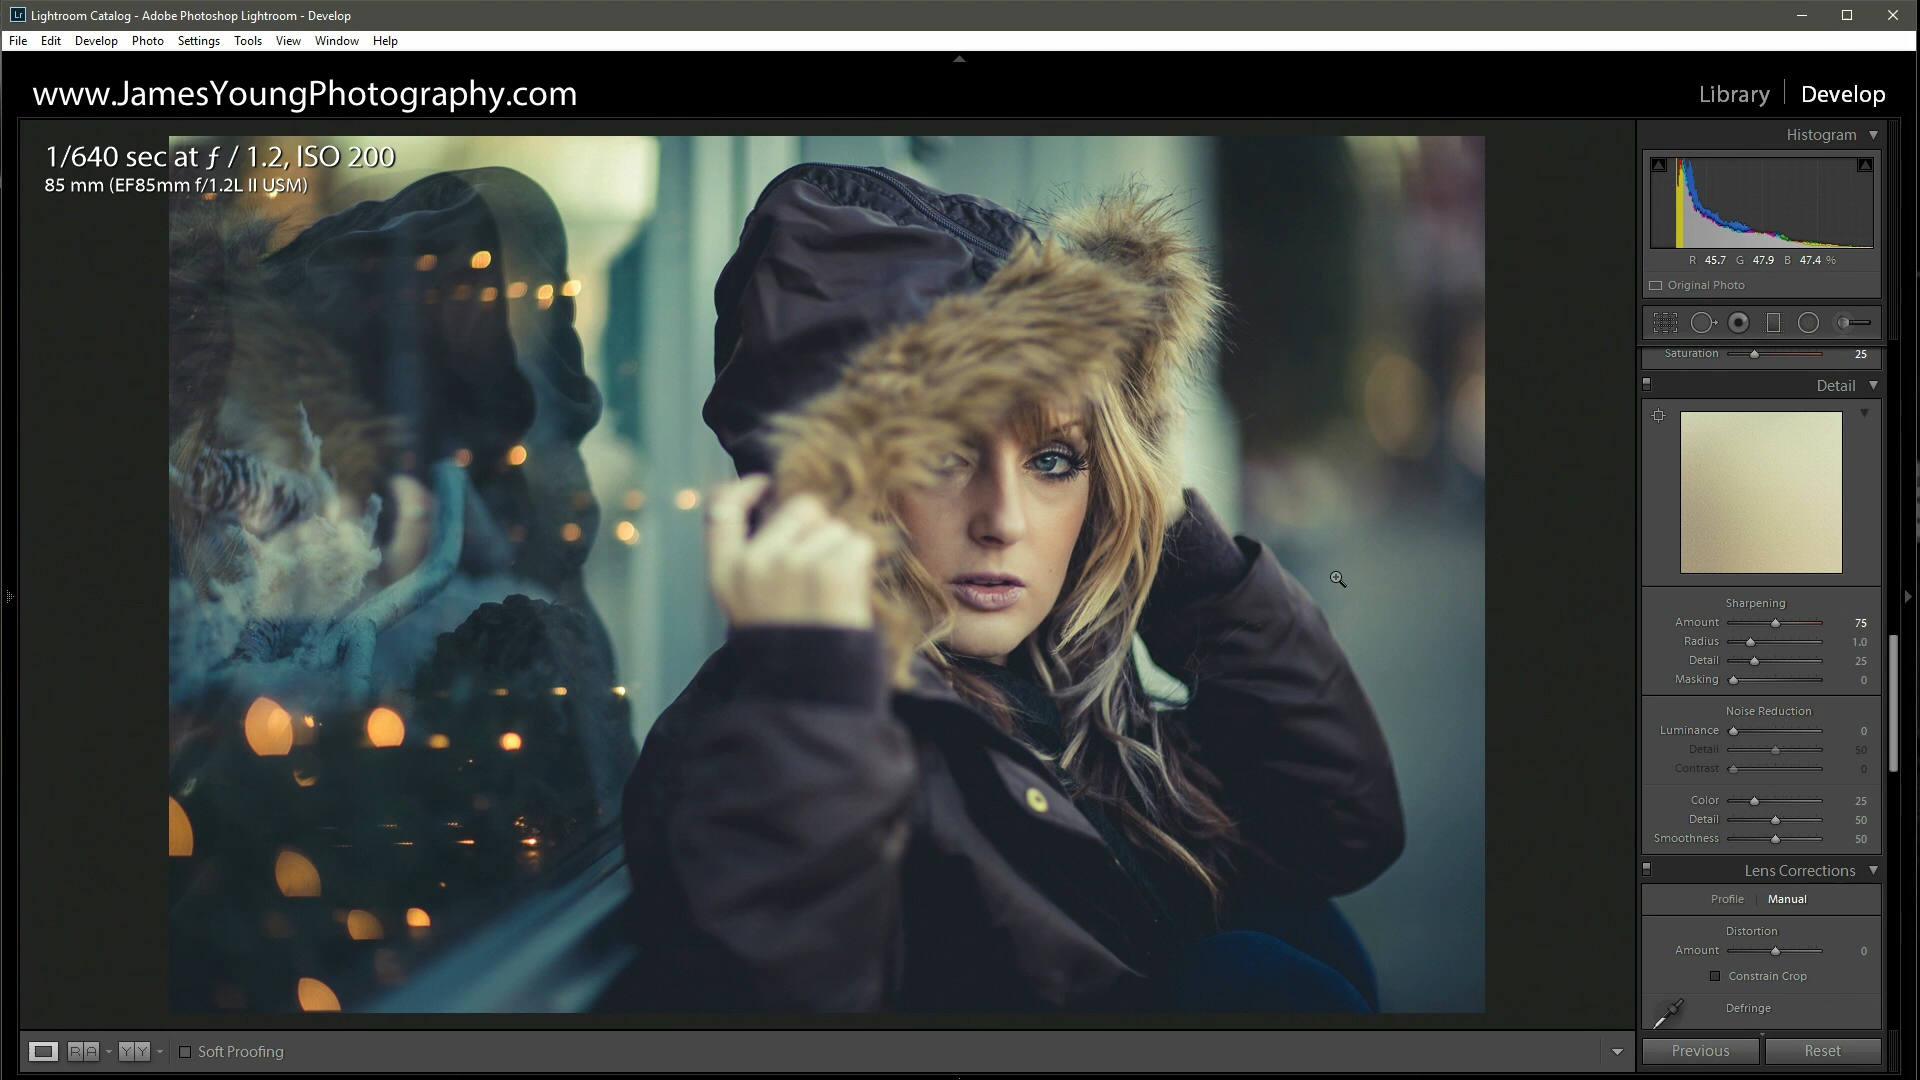 Lr Lightroom Catalog - Adobe Photoshop Lightroom - Develop
File Edit Develop Photo Settings Tools View Window Help
www.JamesYoungPhotography.com
Library | Develop
1/640 sec at ƒ / 1.2, ISO 200
85 mm (EF85mm f/1.2L II USM)
Histogram
R 45.7 G 47.9 B 47.4 %
Original Photo
Saturation 25
Detail
Sharpening
Amount 75
Radius 1.0
Detail 25
Masking 0
Noise Reduction
Luminance 0
Detail 50
Contrast 0
Color 25
Detail 50
Smoothness 50
Lens Corrections
Profile | Manual
Distortion
Amount 0
Constrain Crop
Defringe
R A Y Y Soft Proofing
Previous Reset